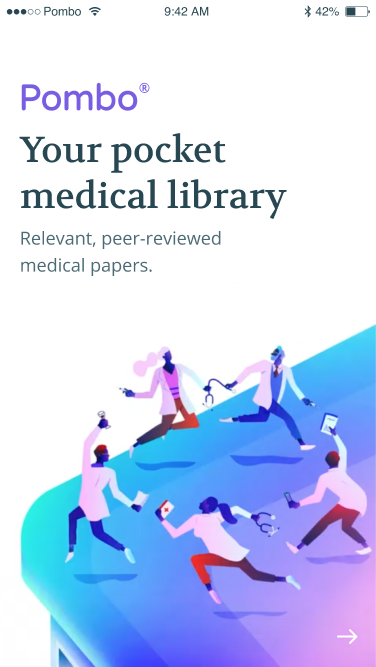 Pombo 9:42 AM 42%
Pombo®
Your pocket
medical library
Relevant, peer-reviewed
medical papers.